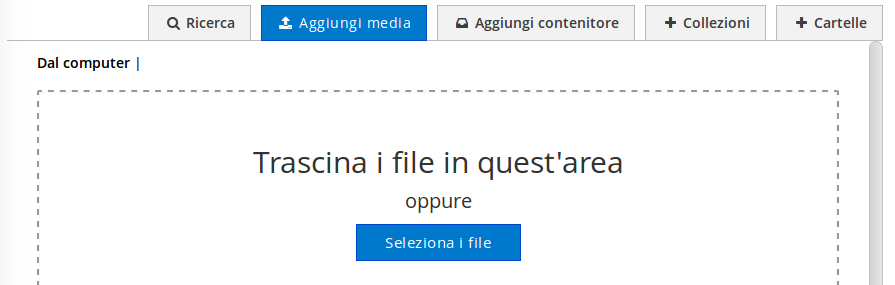 Ricerca Aggiungi media Aggiungi contenitore Collezioni Cartelle
Dal computer |
Trascina i file in quest'area
oppure
Seleziona i file